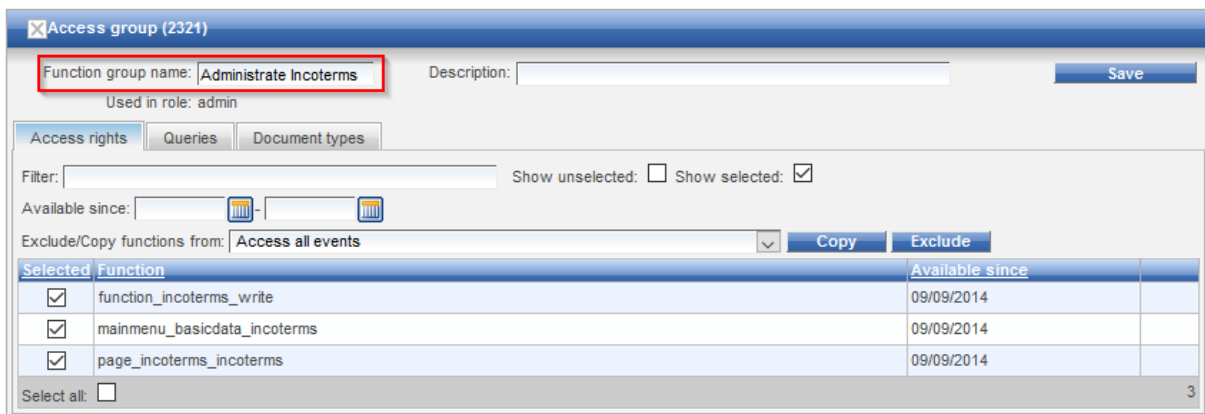 Access group (2321)
Function group name: Administrate Incoterms Description: Save
Used in role: admin
Access rights Queries Document types
Filter: Show unselected: Show selected:
Available since: -
Exclude/Copy functions from: Access all events Copy Exclude
Selected Function Available since
function_incoterms_write 09/09/2014
mainmenu_basicdata_incoterms 09/09/2014
page_incoterms_incoterms 09/09/2014
Select all: 3